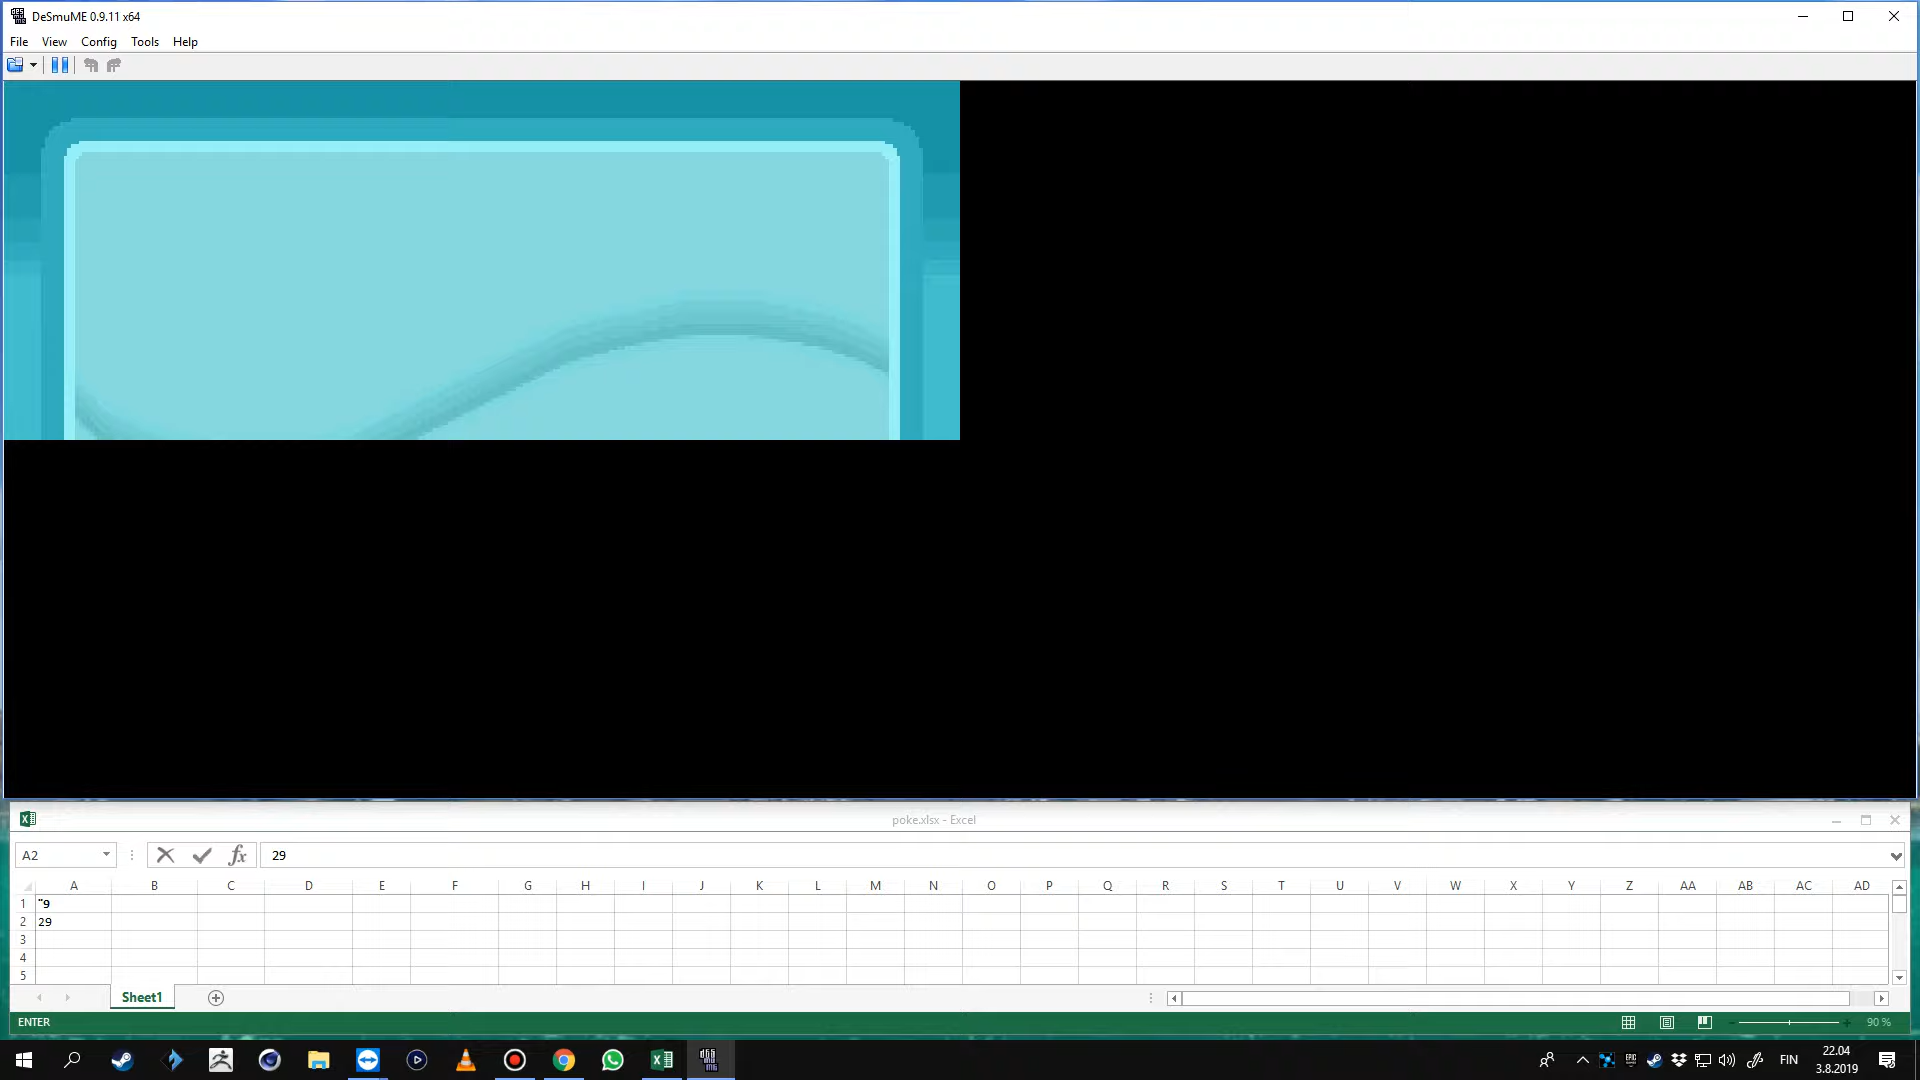 DeSmuME 0.9.11 x64
File View Config Tools Help
poke.xlsx - Excel
A2 fx 29
A B C D E F G H I J K L M N O P Q R S T U V W X Y Z AA AB AC AD
1 "9
2 29
3
4
5
Sheet1
ENTER 90 %
FIN 22.04
3.8.2019